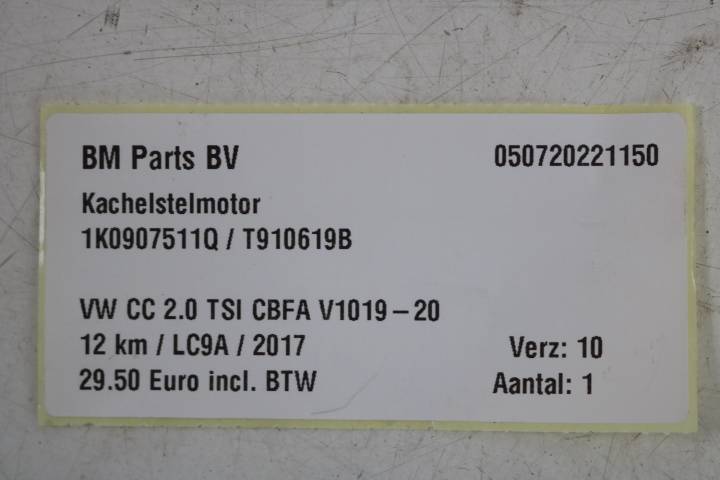 BM Parts BV 050720221150
Kachelstelmotor
1K0907511Q / T910619B
VW CC 2.0 TSI CBFA V1019-20
12 km / LC9A / 2017 Verz: 10
29.50 Euro incl. BTW Aantal: 1